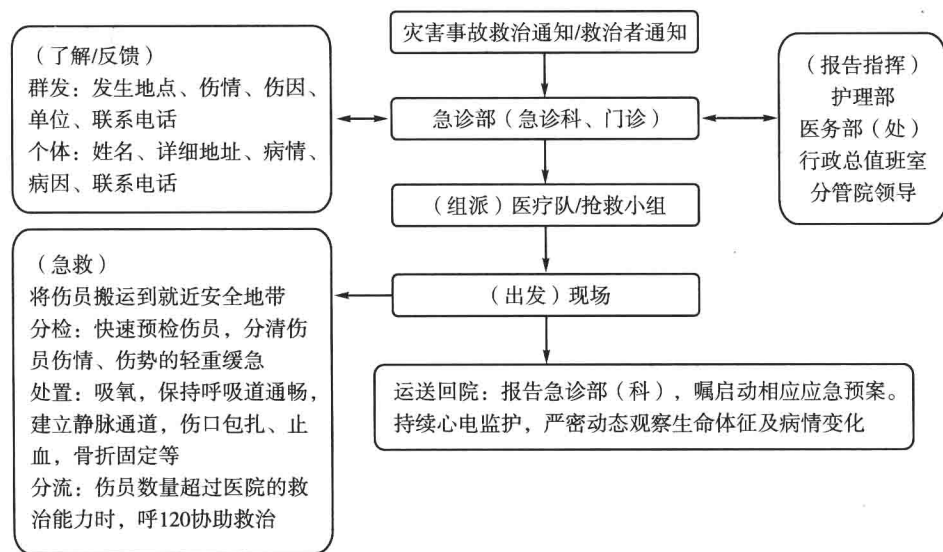 灾害事故救治通知/救治者通知
（了解/反馈）
群发：发生地点、伤情、伤因、
单位、联系电话
个体：姓名、详细地址、病情、
病因、联系电话
急诊部（急诊科、门诊）
（报告指挥）
护理部
医务部（处）
行政总值班室
分管院领导
（组派）医疗队/抢救小组
（出发）现场
（急救）
将伤员搬运到就近安全地带
分检：快速预检伤员，分清伤
员伤情、伤势的轻重缓急
处置：吸氧，保持呼吸道通畅，
建立静脉通道，伤口包扎、止
血，骨折固定等
分流：伤员数量超过医院的救
治能力时，呼120协助救治
运送回院：报告急诊部（科），嘱启动相应应急预案。
持续心电监护，严密动态观察生命体征及病情变化